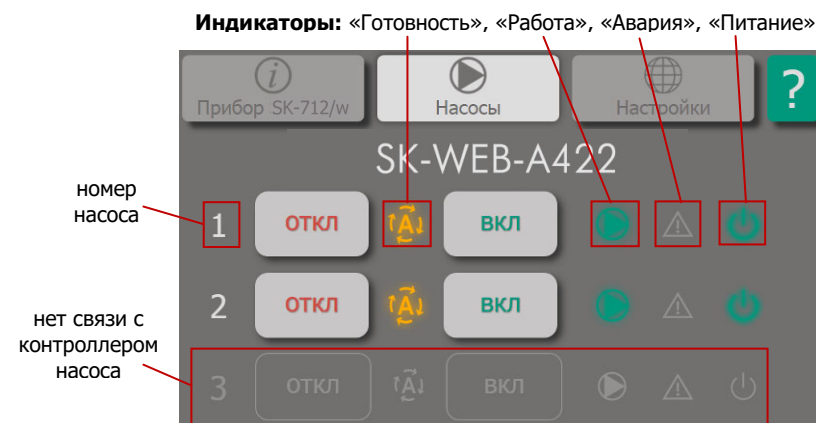 Индикаторы: «Готовность», «Работа», «Авария», «Питание»
Прибор SK-712/w
Насосы
Настройки
?
SK-WEB-A422
номер
насоса
1 ОТКЛ A ВКЛ
2 ОТКЛ A ВКЛ
нет связи с
контроллером
насоса
3 ОТКЛ A ВКЛ